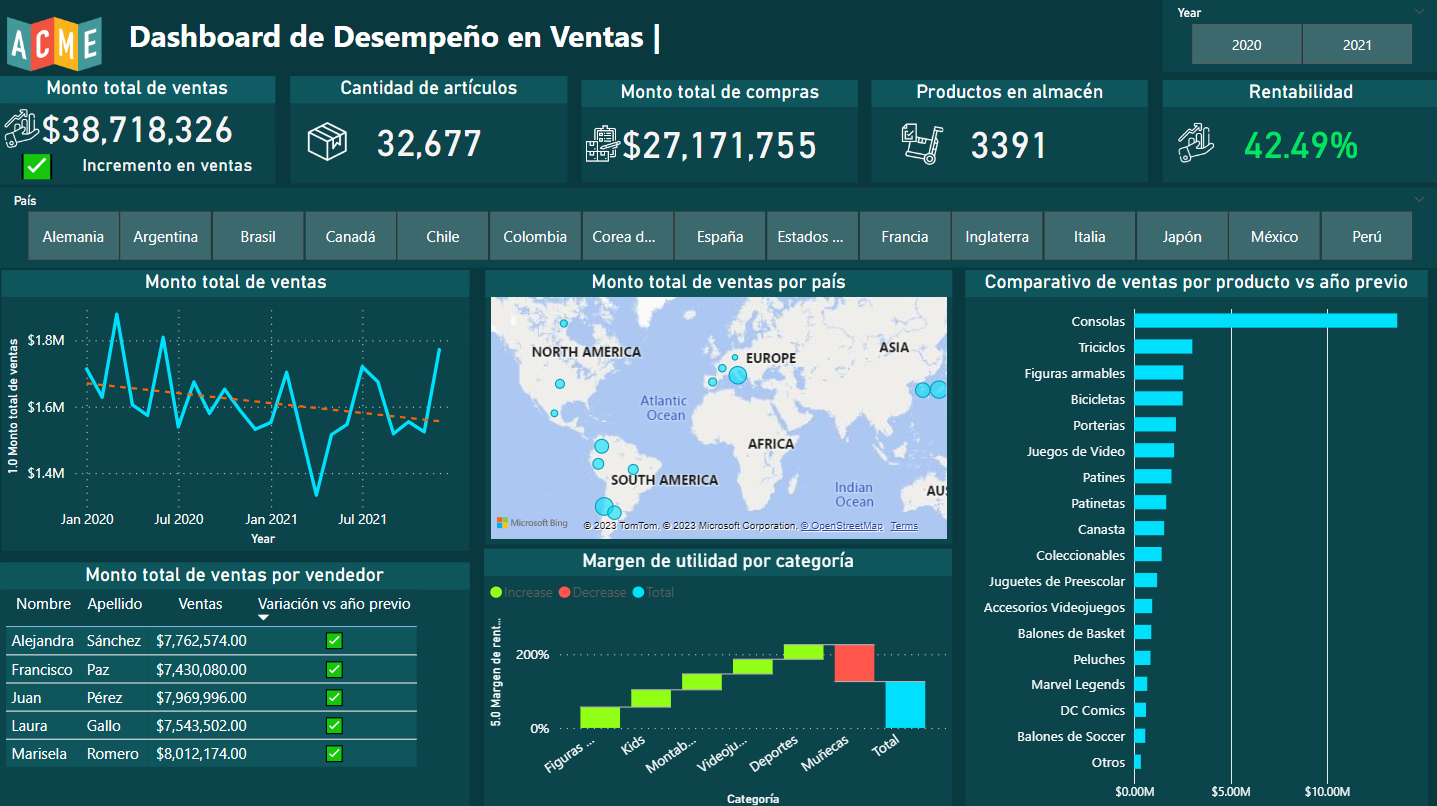 ACME
Dashboard de Desempeño en Ventas |
Year
2020
2021
Monto total de ventas
$38,718,326
Incremento en ventas
Cantidad de artículos
32,677
Monto total de compras
$27,171,755
Productos en almacén
3391
Rentabilidad
42.49%
País
Alemania
Argentina
Brasil
Canadá
Chile
Colombia
Corea d...
España
Estados ...
Francia
Inglaterra
Italia
Japón
México
Perú
Monto total de ventas
1.0 Monto total de ventas
$1.8M
$1.6M
$1.4M
Jan 2020
Jul 2020
Jan 2021
Jul 2021
Year
Monto total de ventas por país
NORTH AMERICA
EUROPE
ASIA
Atlantic
Ocean
AFRICA
SOUTH AMERICA
Indian
Ocean
AUS
Microsoft Bing
© 2023 TomTom, © 2023 Microsoft Corporation, © OpenStreetMap Terms
Comparativo de ventas por producto vs año previo
Consolas
Triciclos
Figuras armables
Bicicletas
Porterias
Juegos de Video
Patines
Patinetas
Canasta
Coleccionables
Juguetes de Preescolar
Accesorios Videojuegos
Balones de Basket
Peluches
Marvel Legends
DC Comics
Balones de Soccer
Otros
$0.00M
$5.00M
$10.00M
Monto total de ventas por vendedor
Nombre Apellido Ventas Variación vs año previo
Alejandra Sánchez $7,762,574.00
Francisco Paz $7,430,080.00
Juan Pérez $7,969,996.00
Laura Gallo $7,543,502.00
Marisela Romero $8,012,174.00
Margen de utilidad por categoría
Increase Decrease Total
5.0 Margen de rent...
200%
0%
Figuras ...
Kids
Montab...
Videoju...
Deportes
Muñecas
Total
Categoría